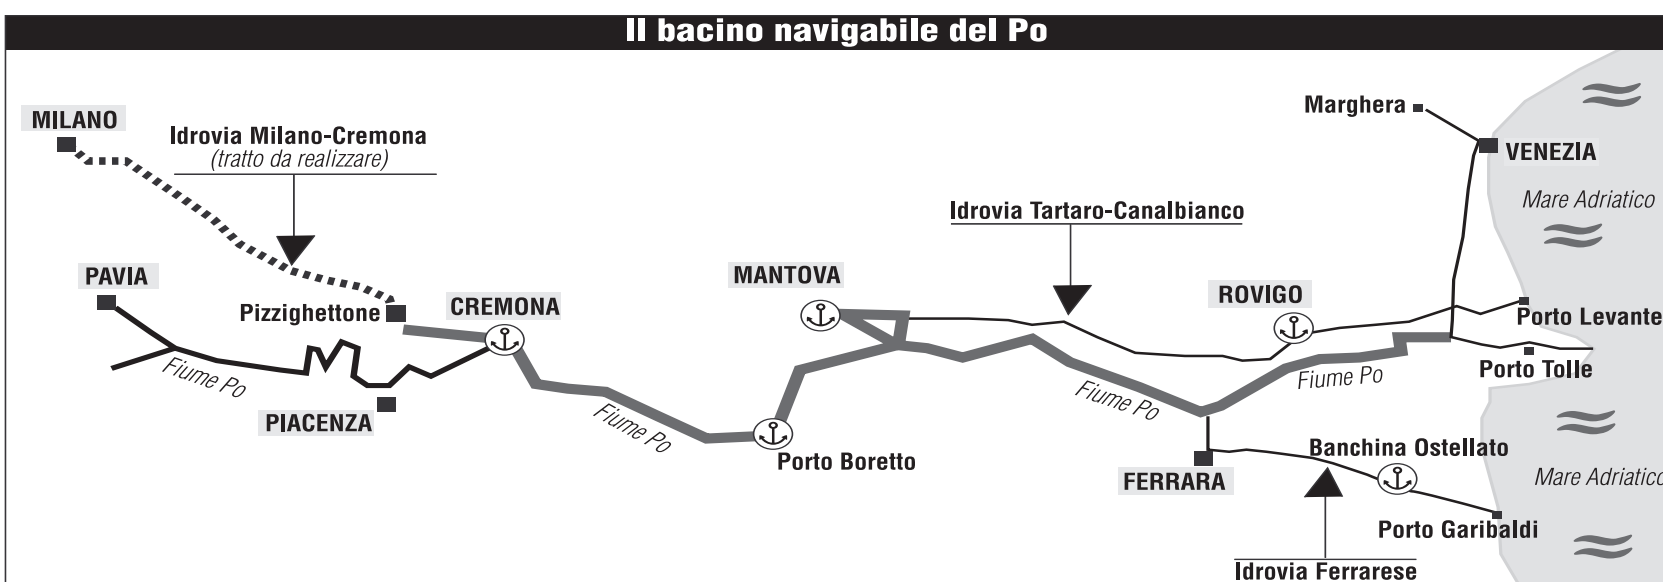 Il bacino navigabile del Po
Marghera
MILANO
Idrovia Milano-Cremona
(tratto da realizzare)
VENEZIA
Mare Adriatico
Idrovia Tartaro-Canalbianco
PAVIA
MANTOVA
ROVIGO
Pizzighettone
CREMONA
Porto Levante
Porto Tolle
Fiume Po
Fiume Po
Fiume Po
Fiume Po
PIACENZA
Porto Boretto
Banchina Ostellato
FERRARA
Mare Adriatico
Porto Garibaldi
Idrovia Ferrarese